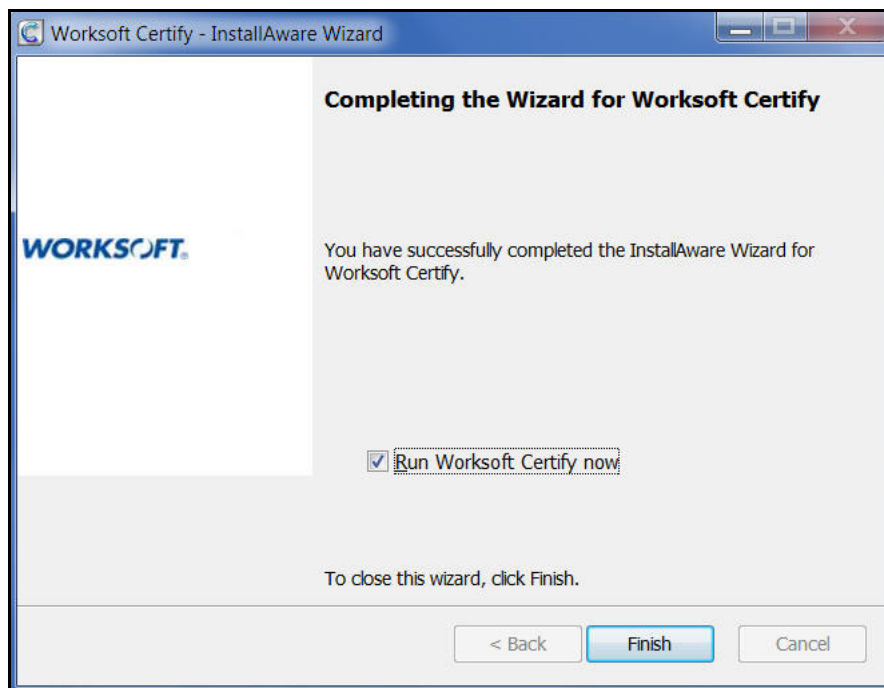 Worksoft Certify - InstallAware Wizard
Completing the Wizard for Worksoft Certify
WORKSOFT®
You have successfully completed the InstallAware Wizard for
Worksoft Certify.
Run Worksoft Certify now
To close this wizard, click Finish.
< Back
Finish
Cancel